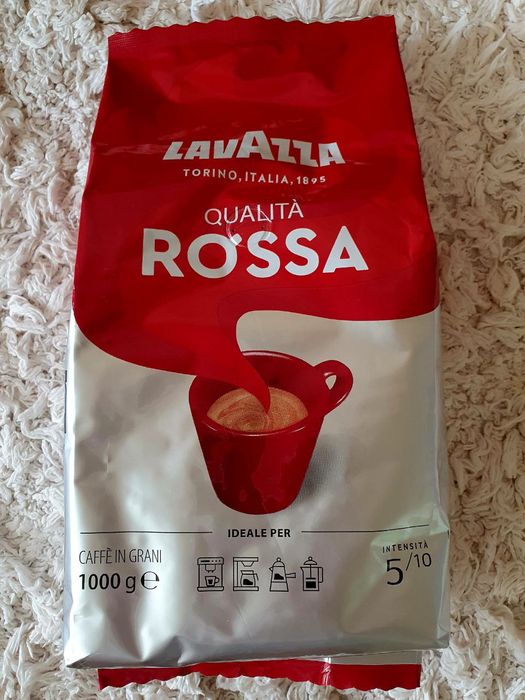 LAVAZZA
TORINO, ITALIA, 1895
QUALITÀ
ROSSA
IDEALE PER
CAFFÈ IN GRANI
1000 g ℮
INTENSITÀ
5/10